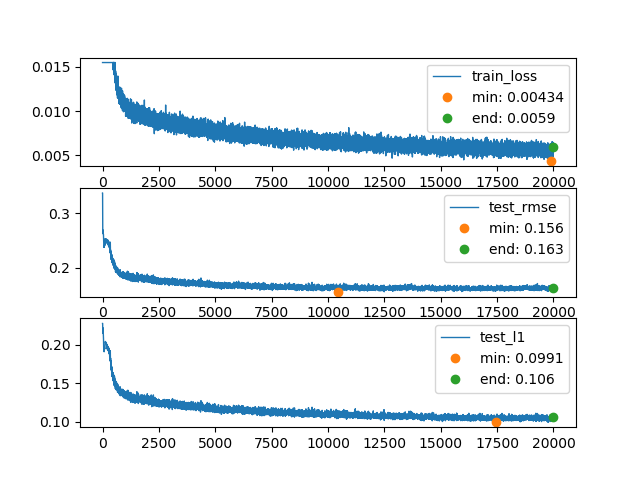 0.015
0.010
0.005
train_loss
min: 0.00434
end: 0.0059
0 2500 5000 7500 10000 12500 15000 17500 20000
0.3
0.2
test_rmse
min: 0.156
end: 0.163
0 2500 5000 7500 10000 12500 15000 17500 20000
0.20
0.15
0.10
test_l1
min: 0.0991
end: 0.106
0 2500 5000 7500 10000 12500 15000 17500 20000